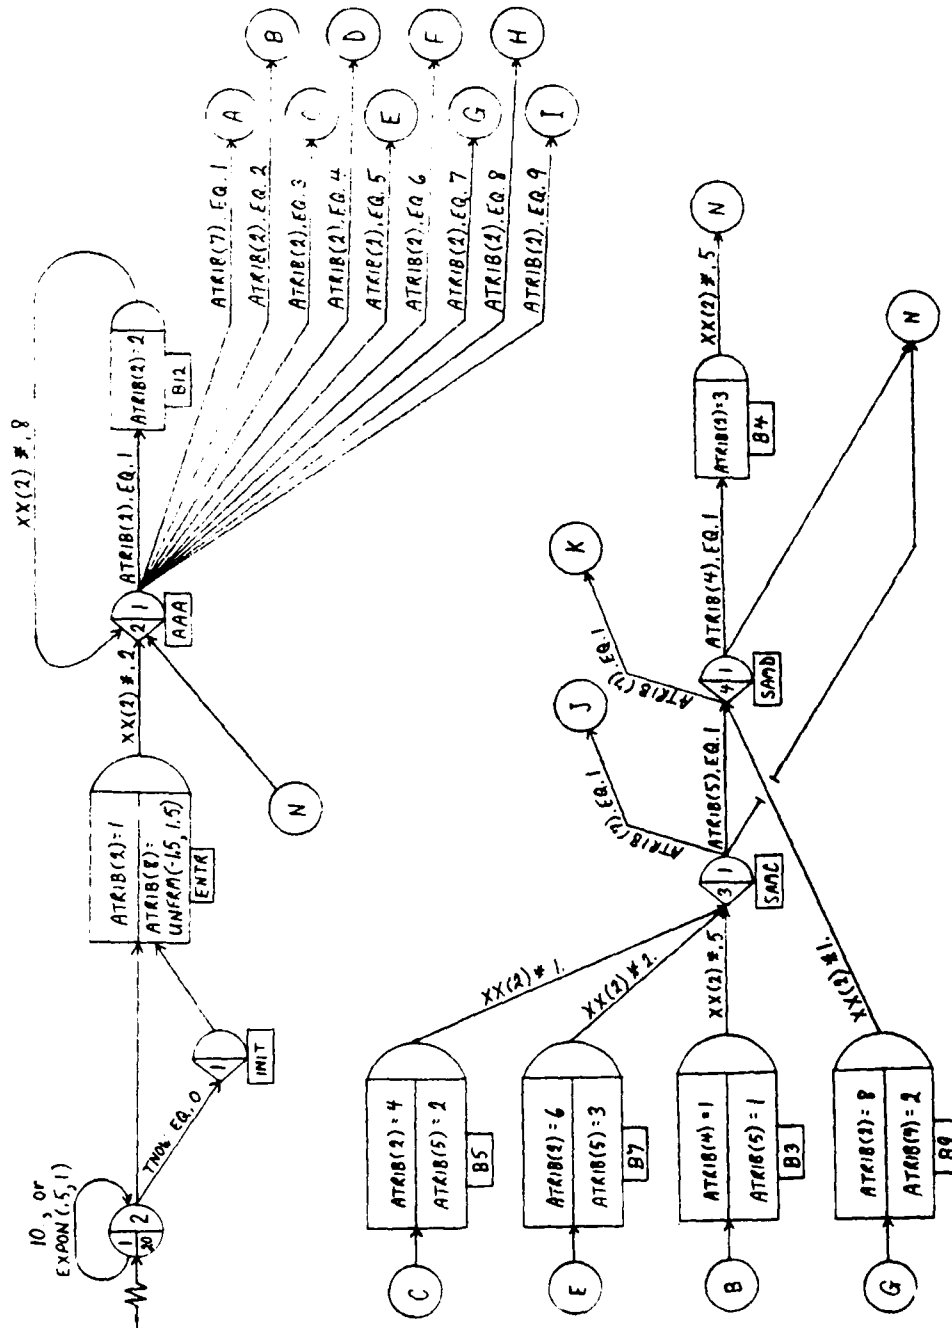 10, or
EXPON(.5,1)
1
20
2
TNOW. EQ. 0
1
INIT
ATRIB(2)=1
ATRIB(8)=
UNFRM(-1.5,1.5)
ENTR
XX(2)*.2
N
2
1
AAA
ATRIB(2).EQ.1
ATRIB(2)=2
B12
XX(2)*.8
ATRIB(7).EQ.1
A
ATRIB(2).EQ.2
B
ATRIB(2).EQ.3
C
ATRIB(2).EQ.4
D
ATRIB(2).EQ.5
E
ATRIB(2).EQ.6
F
ATRIB(2).EQ.7
G
ATRIB(2).EQ.8
H
ATRIB(2).EQ.9
I
C
ATRIB(2)=4
ATRIB(5)=2
B5
XX(2)*1.
E
ATRIB(2)=6
ATRIB(5)=3
B7
XX(2)*2.
B
ATRIB(4)=1
ATRIB(5)=1
B3
XX(2)*.5
G
ATRIB(2)=8
ATRIB(4)=2
B9
XX(2)*1.
3
1
SAMC
ATRIB(7).EQ.1
J
ATRIB(5).EQ.1
4
1
SAMD
ATRIB(7).EQ.1
K
ATRIB(4).EQ.1
ATRIB(2)=3
B4
XX(2)*.5
N
N